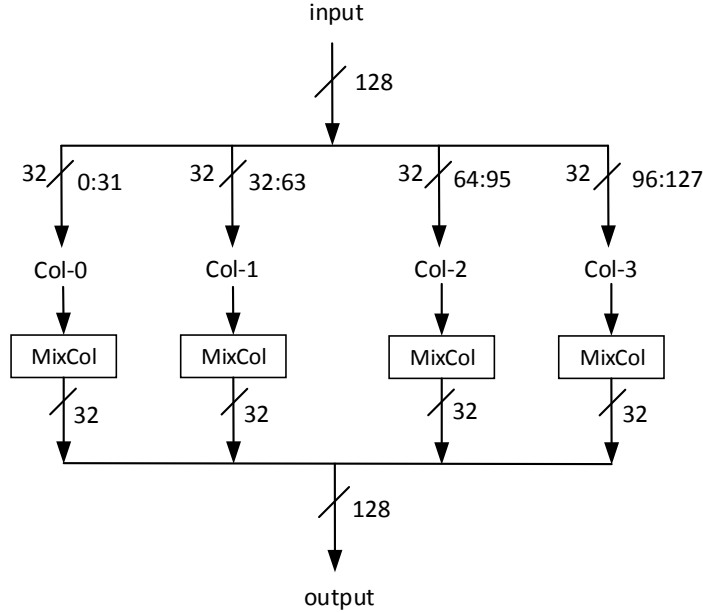 input
128
32 0:31 32 32:63 32 64:95 32 96:127
Col-0 Col-1 Col-2 Col-3
MixCol MixCol MixCol MixCol
32 32 32 32
128
output